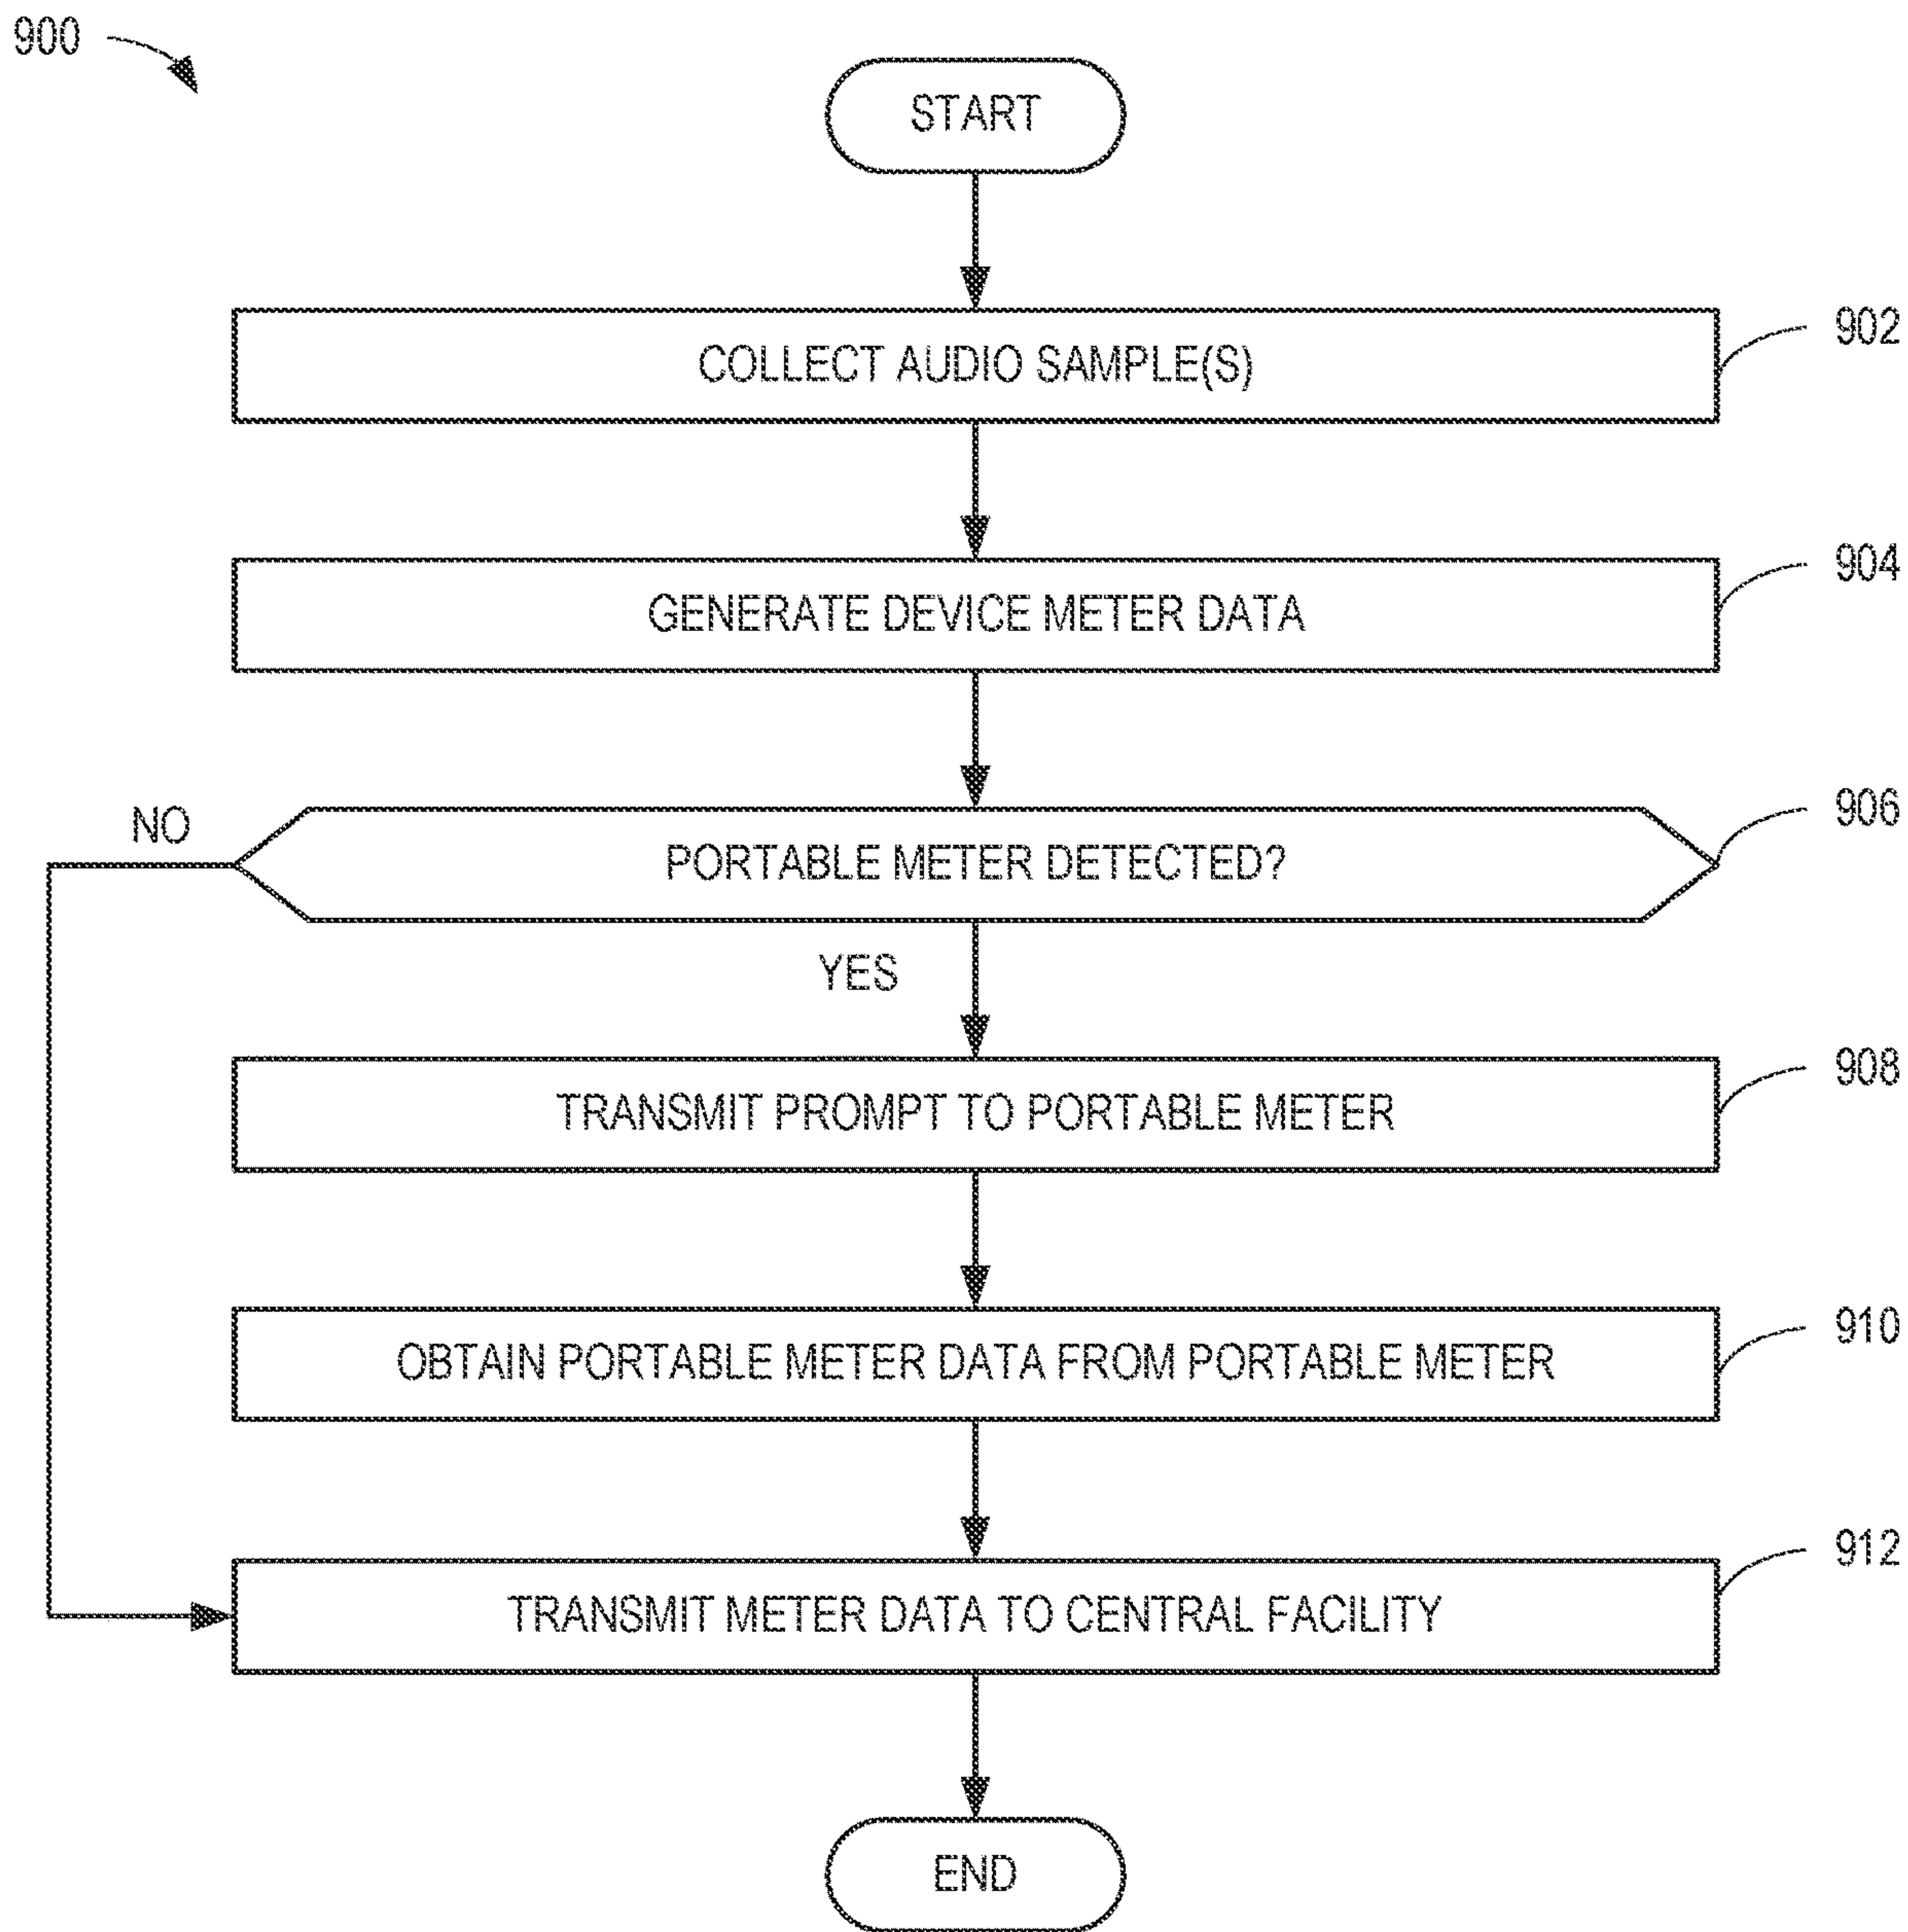 900
START
COLLECT AUDIO SAMPLE(S)
902
GENERATE DEVICE METER DATA
904
NO
PORTABLE METER DETECTED?
906
YES
TRANSMIT PROMPT TO PORTABLE METER
908
OBTAIN PORTABLE METER DATA FROM PORTABLE METER
910
TRANSMIT METER DATA TO CENTRAL FACILITY
912
END